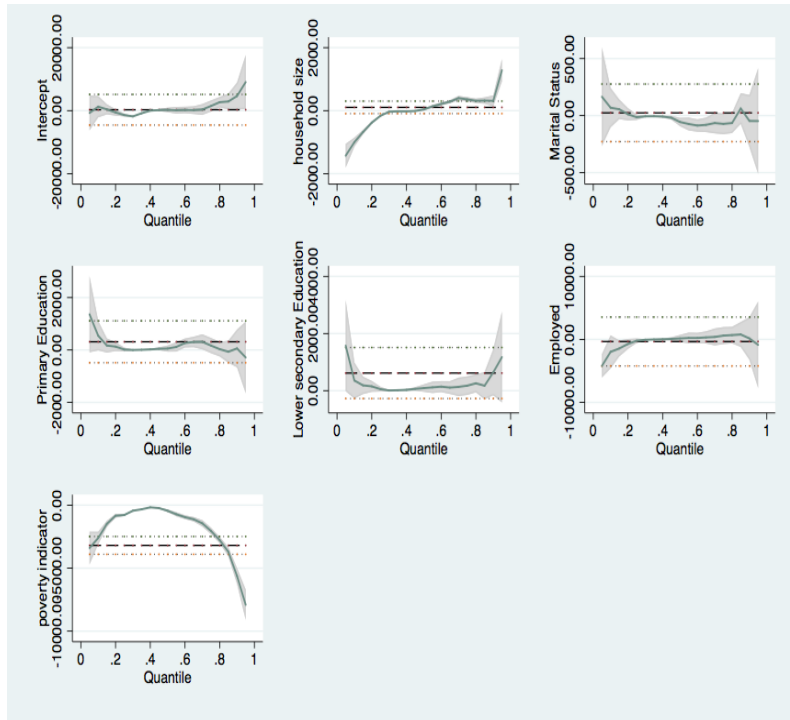 Intercept
-20000.00 0.00 20000.00
0 .2 .4 .6 .8 1
Quantile
household size
-2000.00 0.00 2000.00
0 .2 .4 .6 .8 1
Quantile
Marital Status
-500.00 0.00 500.00
0 .2 .4 .6 .8 1
Quantile
Primary Education
-2000.00 0.00 2000.00
0 .2 .4 .6 .8 1
Quantile
Lower secondary Education
0.00 2000.00 4000.00
0 .2 .4 .6 .8 1
Quantile
Employed
-10000.00 0.00 10000.00
0 .2 .4 .6 .8 1
Quantile
poverty indicator
-10000.00 -5000.00 0.00
0 .2 .4 .6 .8 1
Quantile